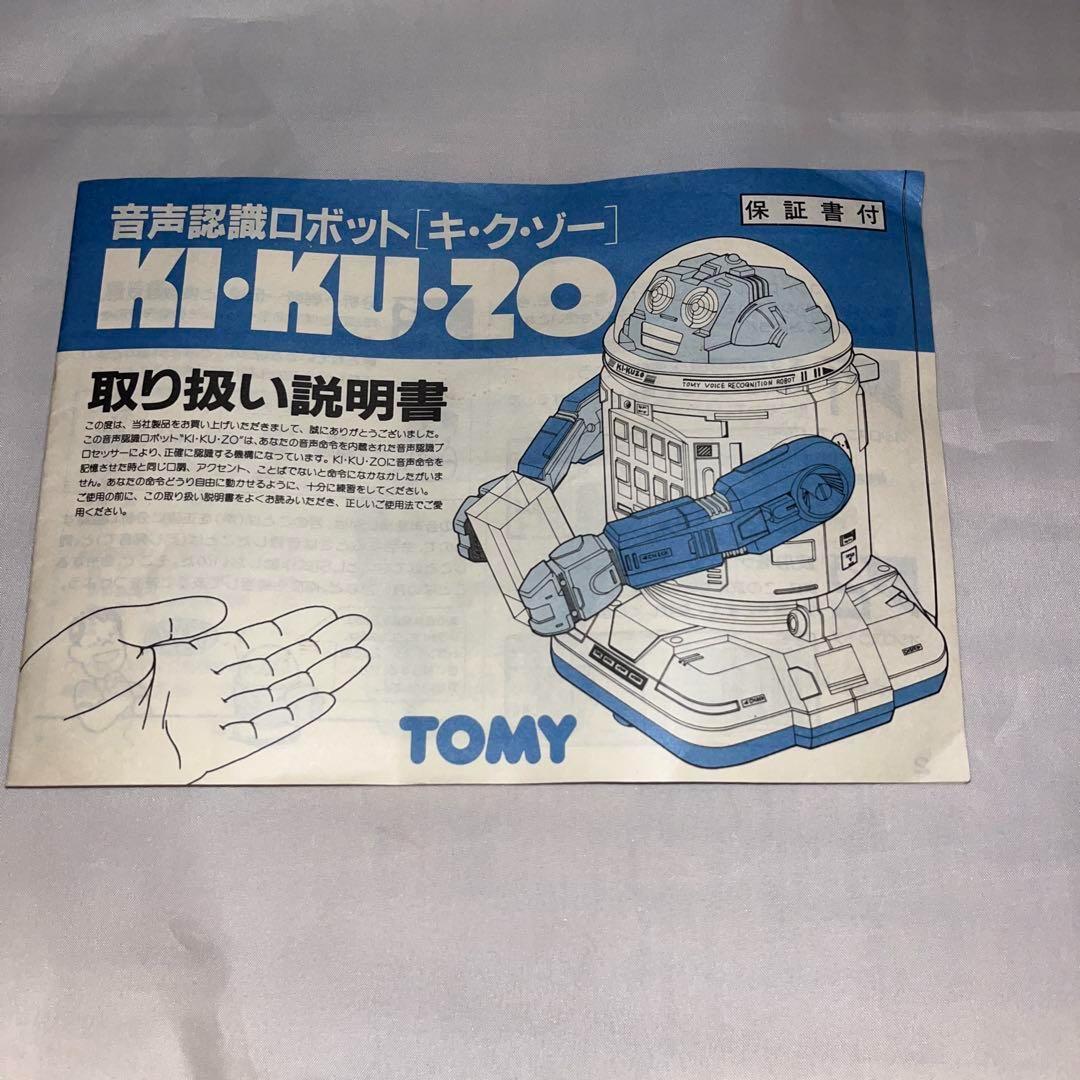 保証書付
音声認識ロボット[キ・ク・ゾー]
KI・KU・ZO
取り扱い説明書
この度は、当社製品をお買い上げいただきまして、誠にありがとうございました。
この音声認識ロボット"KI・KU・ZO"は、あなたの音声命令を内蔵された音声認識プ
ロセッサーにより、正確に認識する機構になっています。KI・KU・ZOに音声命令を
記憶させた時と同じ口調、アクセント、ことばでないと命令になかなかしたがいま
せん。あなたの命令どうり自由に動かせるように、十分に練習をしてください。
ご使用の前に、この取り扱い説明書をよくお読みいただき、正しいご使用法でご愛
用ください。
KI・KUZO
TOMY VOICE RECOGNITION ROBOT
TOMY